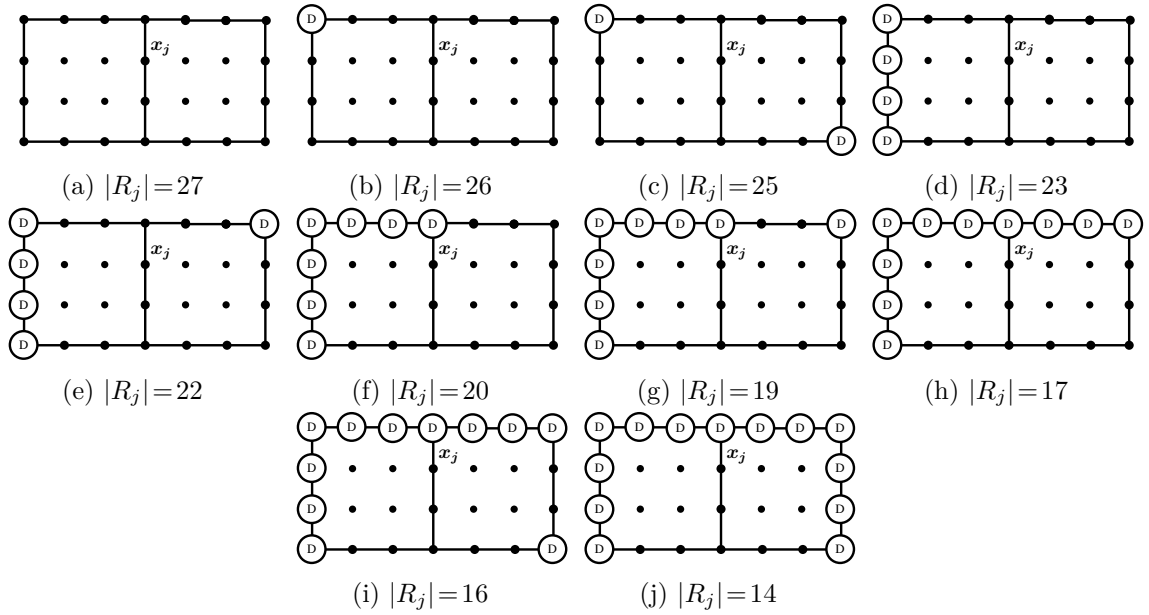 x_j x_j x_j x_j
D D D D D D D
(a) |R_j|=27 (b) |R_j|=26 (c) |R_j|=25 (d) |R_j|=23
D D D D D D D D D D D D D D D D D D
x_j x_j x_j x_j
D D D D D D D D D D D D
(e) |R_j|=22 (f) |R_j|=20 (g) |R_j|=19 (h) |R_j|=17
D D D D D D D D D D D D D D
x_j x_j
D D D D D D D D D D
(i) |R_j|=16 (j) |R_j|=14